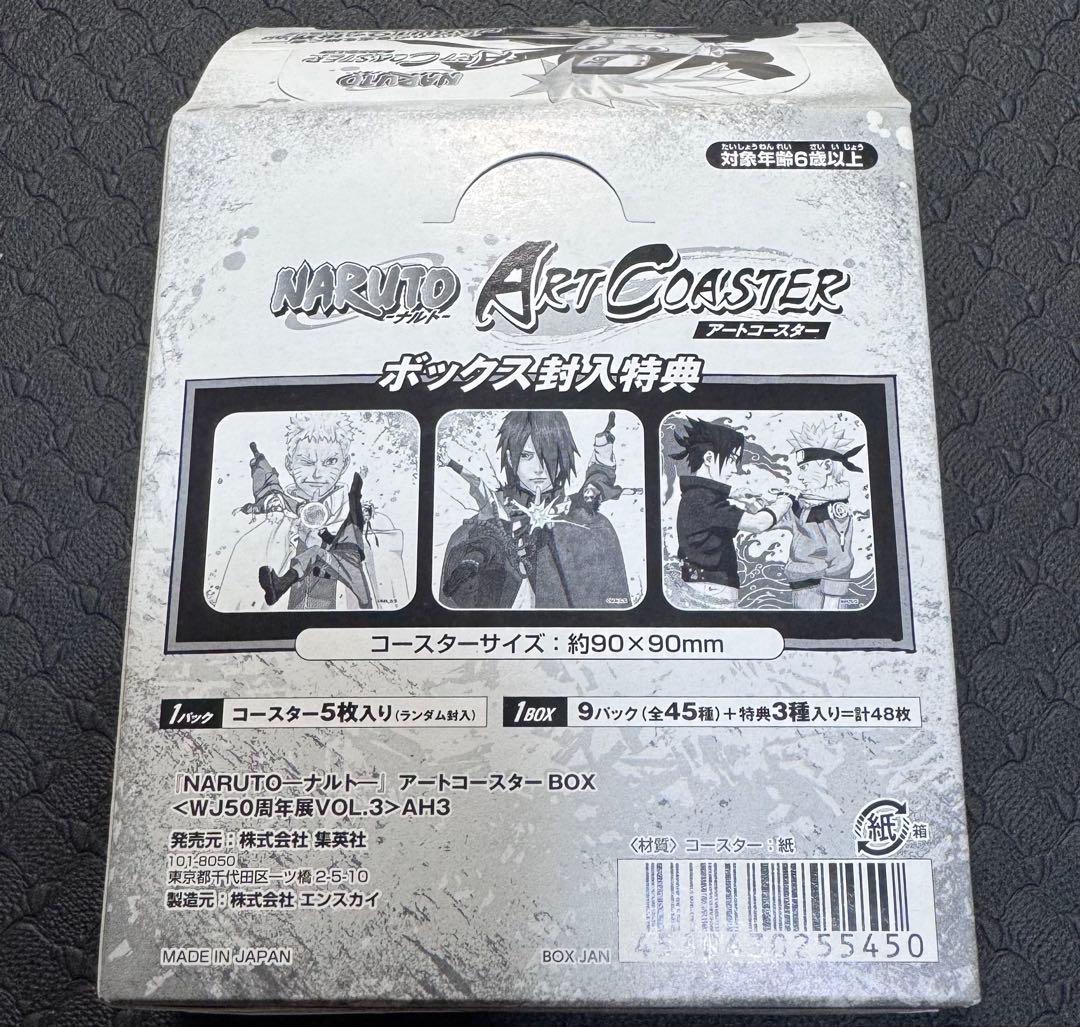 ART COASTER
NARUTO
たいしょうねんれい さいいじょう
対象年齢6歳以上
NARUTO
-ナルト-
ART COASTER
アートコースター
ボックス封入特典
コースターサイズ：約90×90mm
1パック コースター5枚入り(ランダム封入)
1BOX 9パック(全45種)＋特典3種入り=計48枚
『NARUTO—ナルト—』アートコースター BOX
<WJ50周年展VOL.3>AH3
発売元：株式会社 集英社
101-8050
東京都千代田区一ツ橋 2-5-10
製造元：株式会社 エンスカイ
紙 箱
〈材質〉コースター：紙
MADE IN JAPAN
BOX JAN